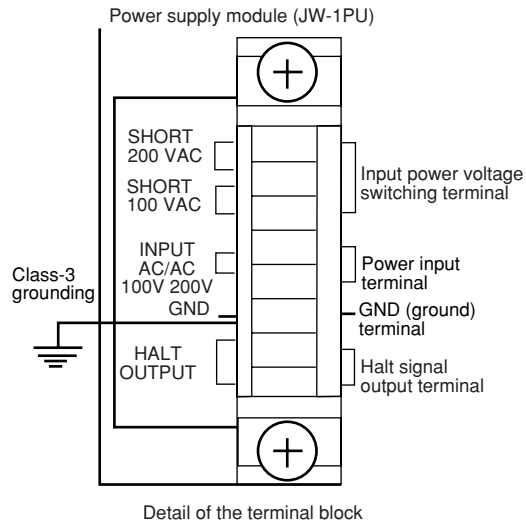 Power supply module (JW-1PU)
SHORT
200 VAC
SHORT
100 VAC
INPUT
AC/AC
100V 200V
GND
HALT
OUTPUT
Class-3
grounding
Input power voltage
switching terminal
Power input
terminal
GND (ground)
terminal
Halt signal
output terminal
Detail of the terminal block